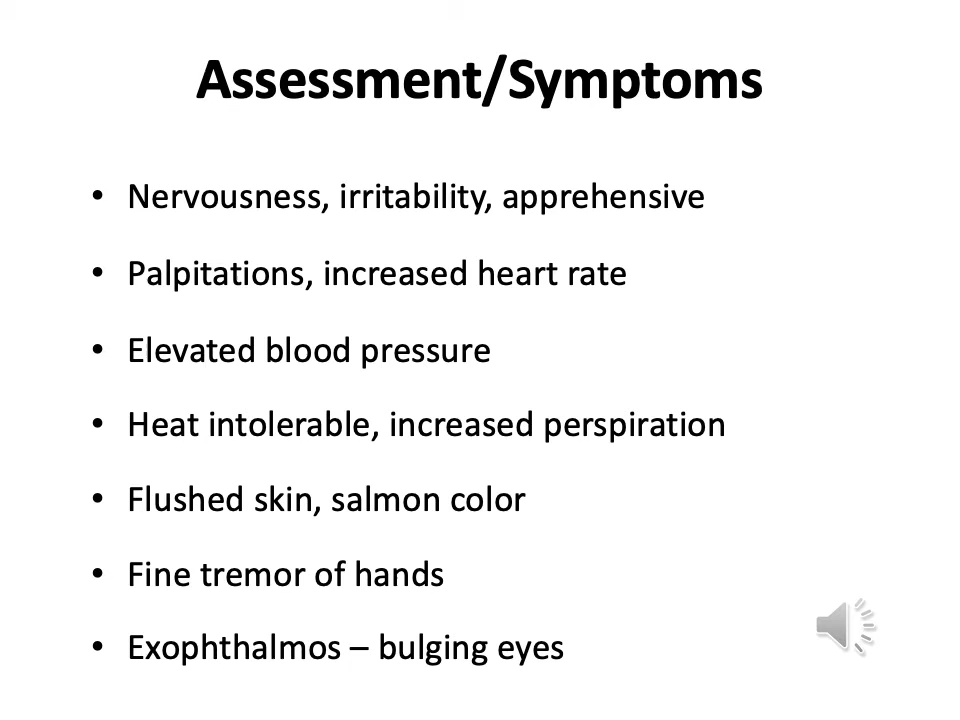 Assessment/Symptoms
• Nervousness, irritability, apprehensive
• Palpitations, increased heart rate
• Elevated blood pressure
• Heat intolerable, increased perspiration
• Flushed skin, salmon color
• Fine tremor of hands
• Exophthalmos – bulging eyes